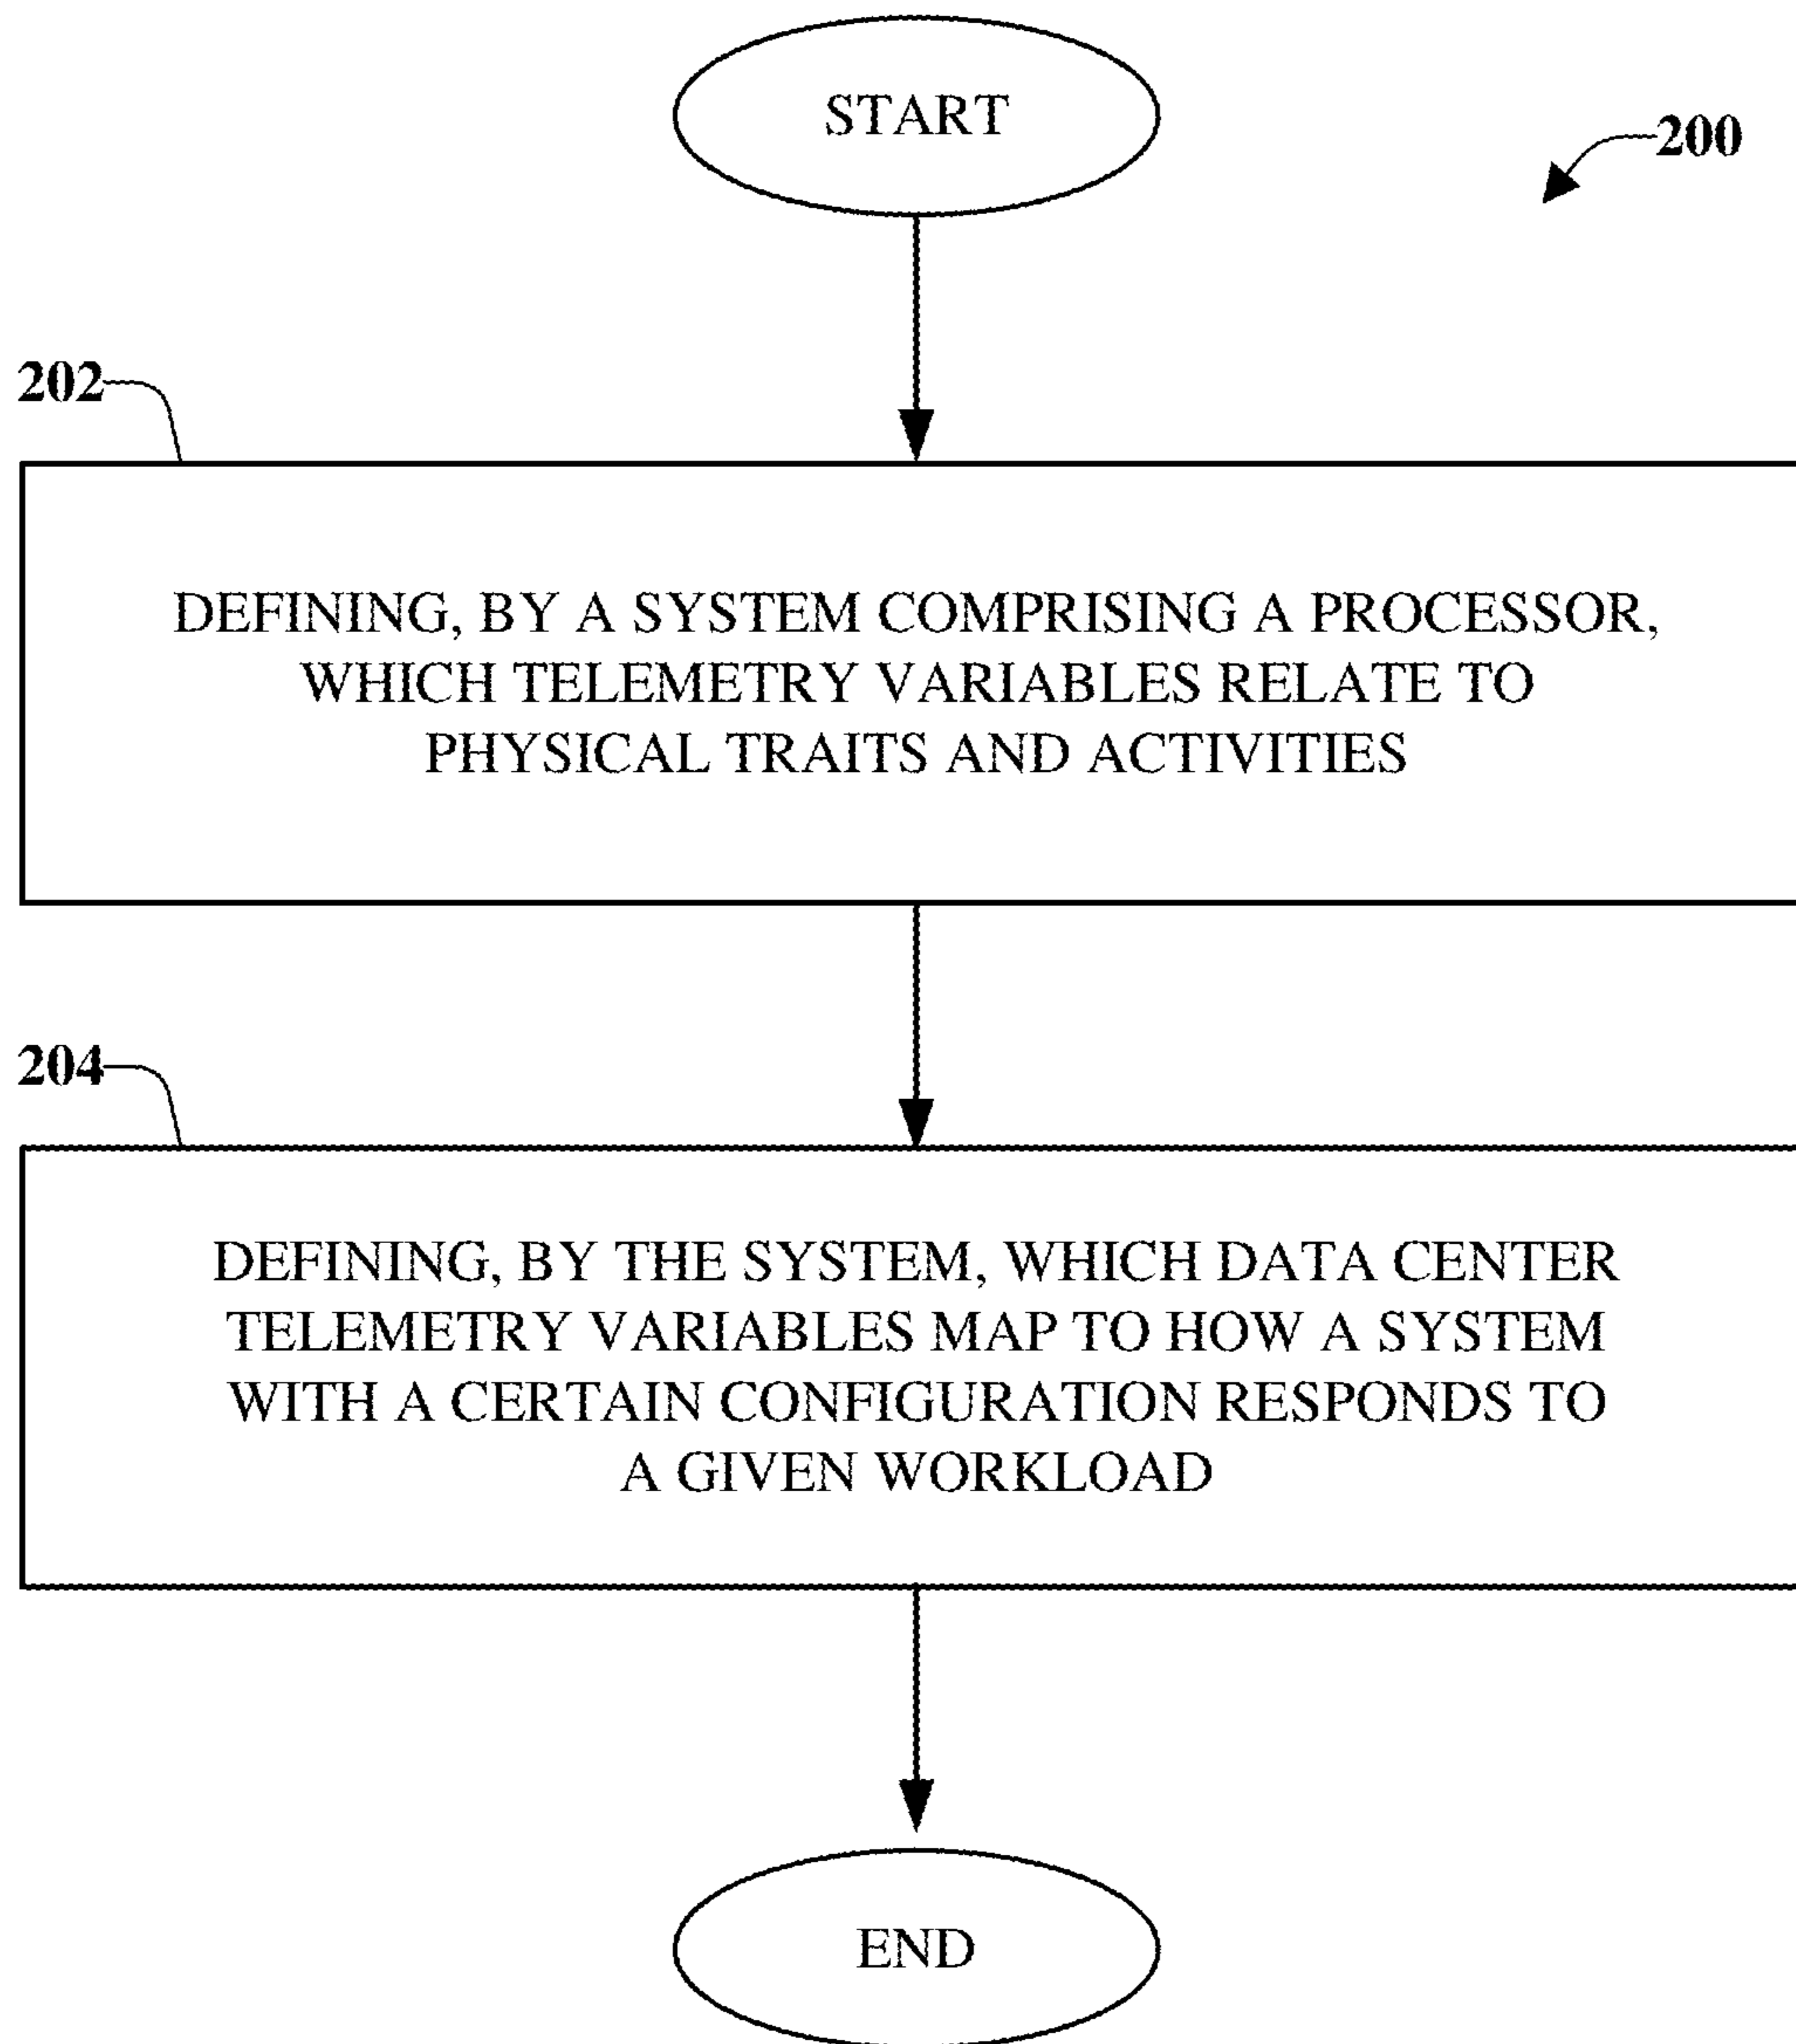 START
200
202
DEFINING, BY A SYSTEM COMPRISING A PROCESSOR,
WHICH TELEMETRY VARIABLES RELATE TO
PHYSICAL TRAITS AND ACTIVITIES
204
DEFINING, BY THE SYSTEM, WHICH DATA CENTER
TELEMETRY VARIABLES MAP TO HOW A SYSTEM
WITH A CERTAIN CONFIGURATION RESPONDS TO
A GIVEN WORKLOAD
END